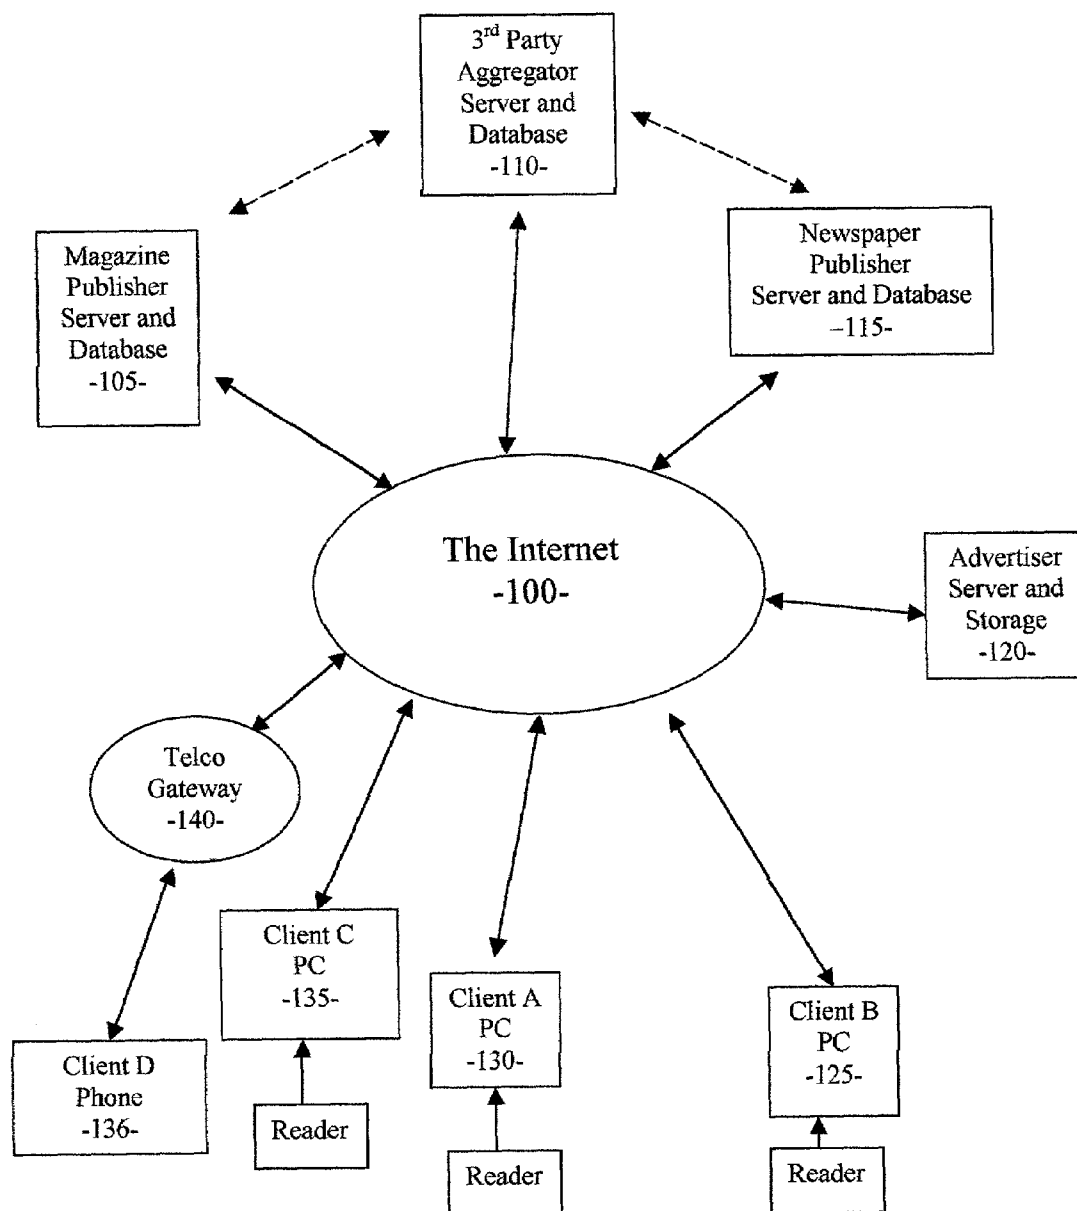 3rd Party
Aggregator
Server and
Database
-110-
Magazine
Publisher
Server and
Database
-105-
Newspaper
Publisher
Server and Database
–115-
The Internet
-100-
Advertiser
Server and
Storage
-120-
Telco
Gateway
-140-
Client C
PC
-135-
Client A
PC
-130-
Client B
PC
-125-
Client D
Phone
-136-
Reader
Reader
Reader